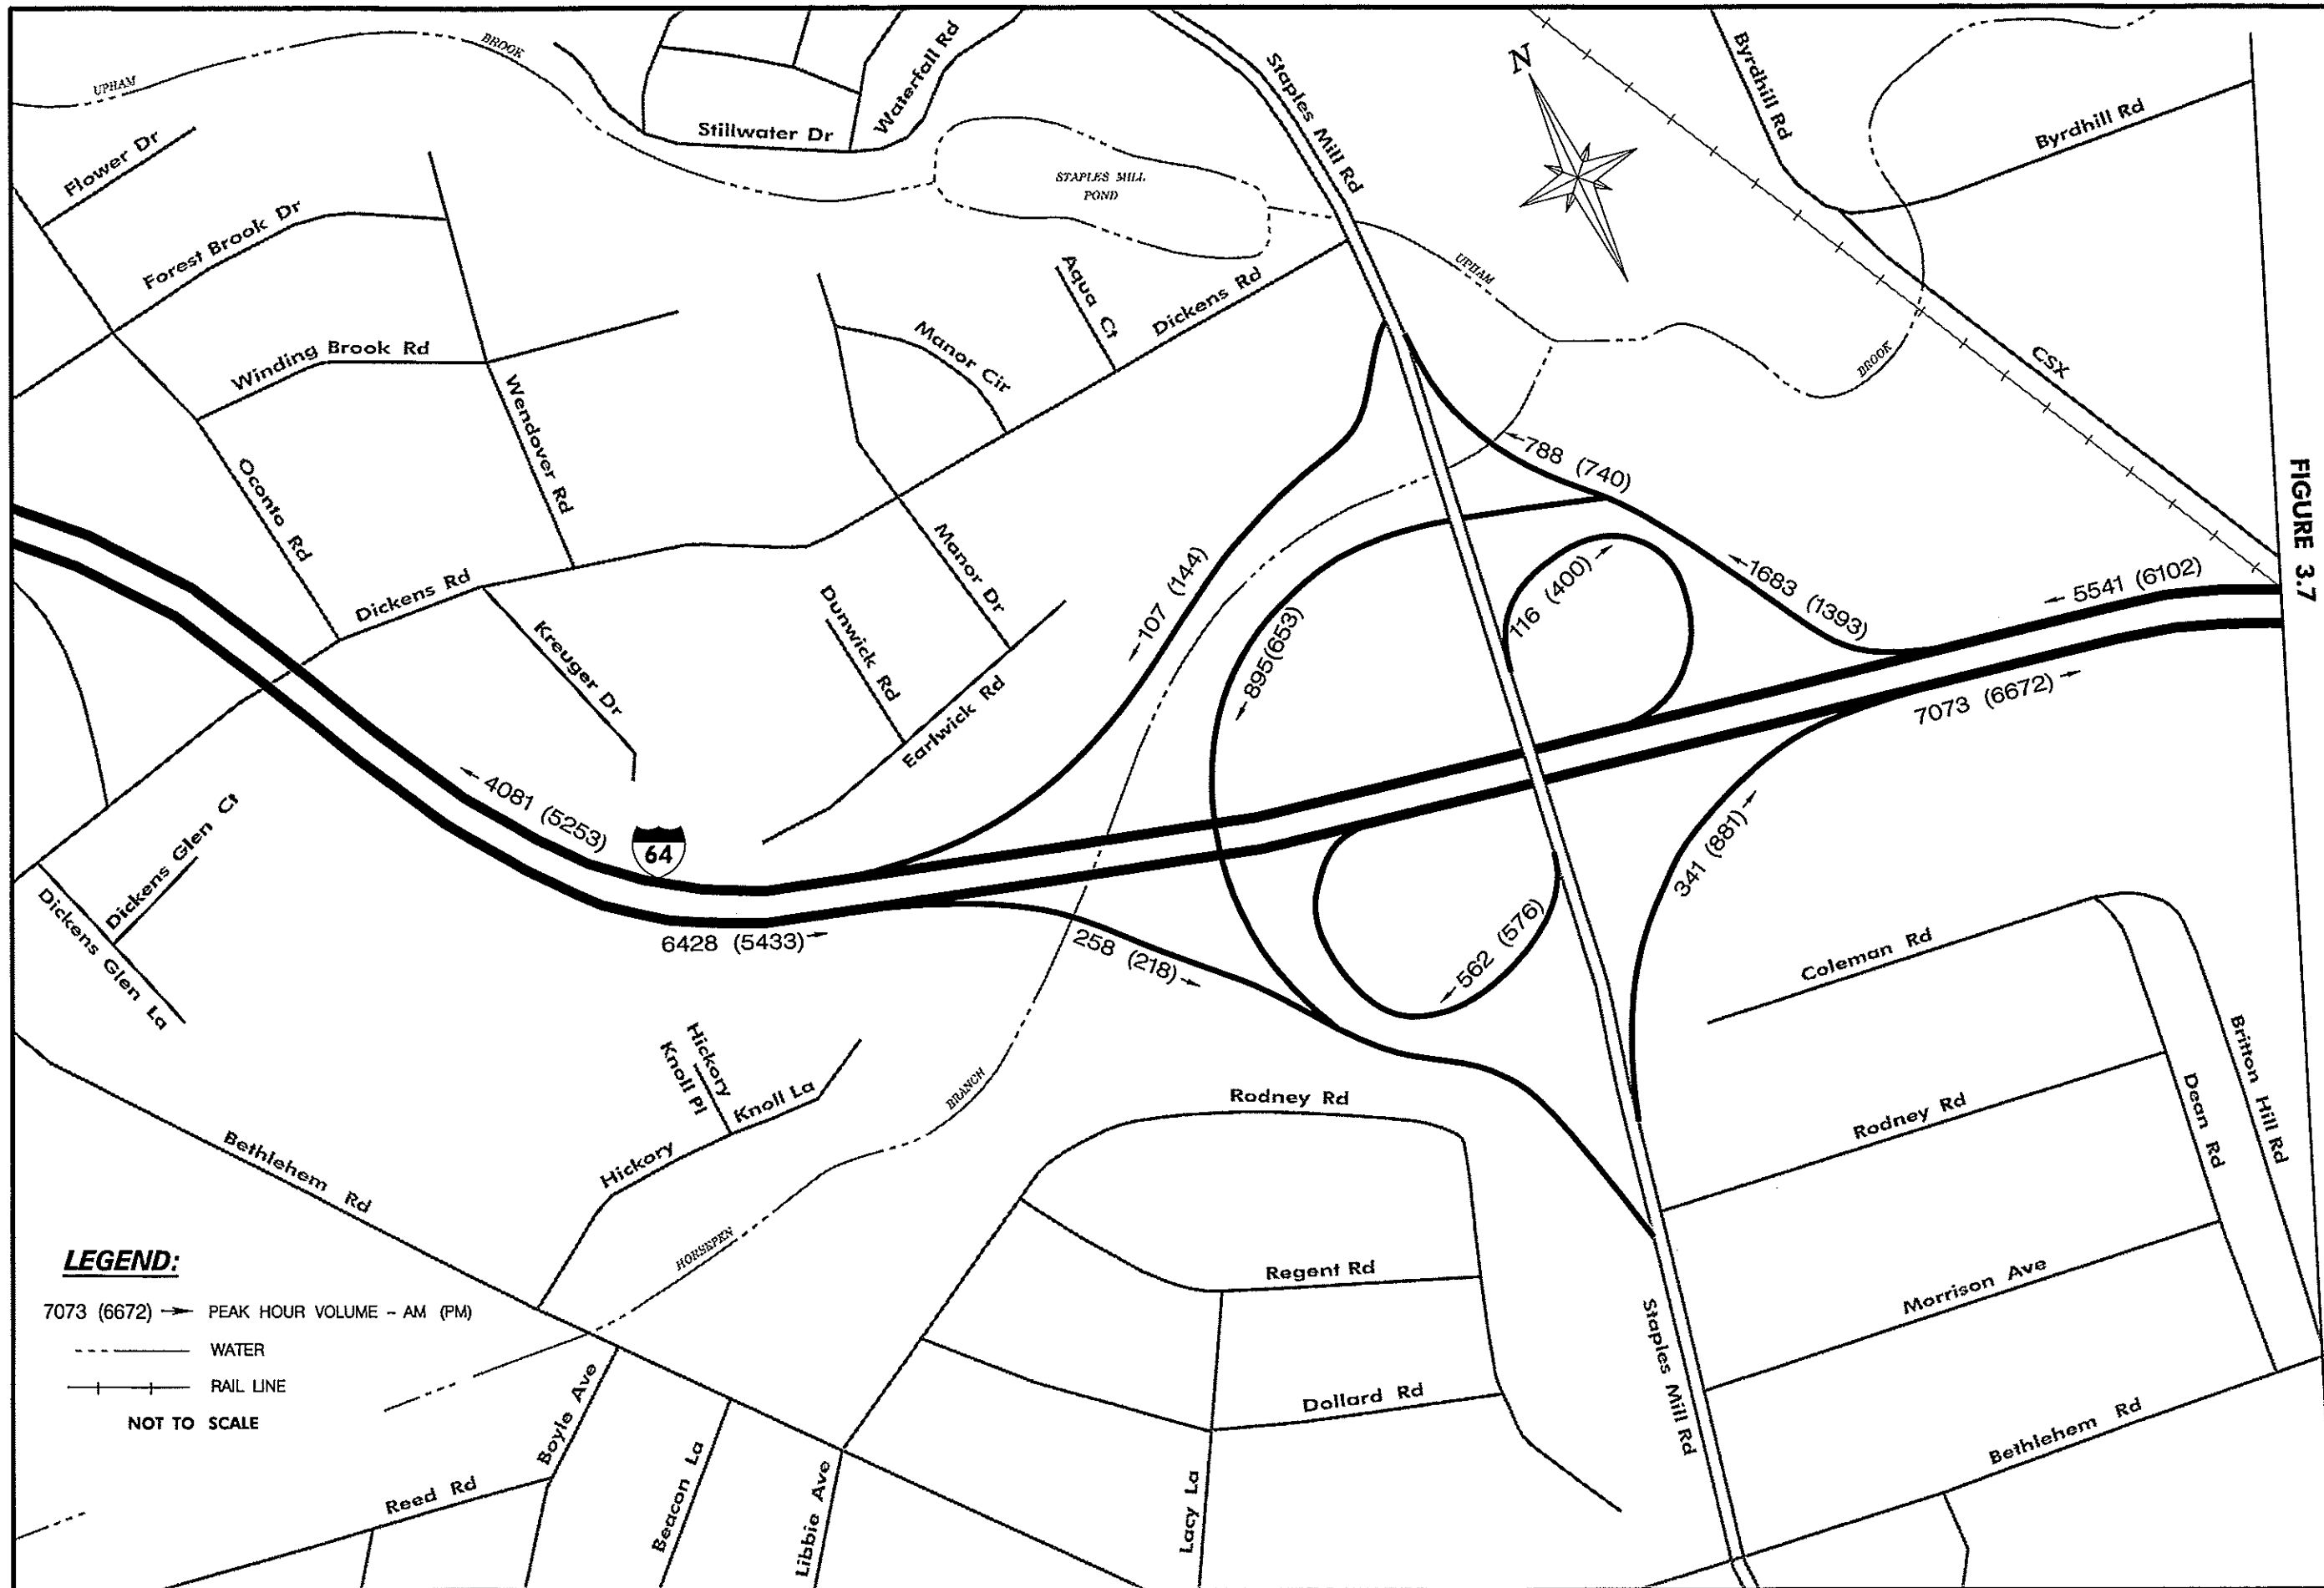 UPHAM
BROOK
Waterfall Rd
Stillwater Dr
Staples Mill Rd
N
Byrdhill Rd
Byrdhill Rd
Flower Dr
Forest Brook Dr
STAPLES MILL
POND
Aqua Ct
Dickens Rd
UPHAM
BROOK
CSX
Winding Brook Rd
Wendover Rd
Manor Cir
Oconto Rd
Manor Dr
Dickens Rd
Kreuger Dr
Dunwick Rd
Earlwick Rd
107 (144)
895(653)
116 (400)
788 (740)
1683 (1393)
5541 (6102)
7073 (6672)
FIGURE 3.7
4081 (5253)
64
6428 (5433)
258 (218)
562 (576)
341 (881)
Dickens Glen Ct
Dickens Glen La
Coleman Rd
Rodney Rd
Dean Rd
Britton Hill Rd
Hickory
Knoll Pl
Hickory Knoll La
BRANCH
HORSEPEN
Rodney Rd
Bethlehem Rd
Regent Rd
Dollard Rd
Staples Mill Rd
Morrison Ave
Bethlehem Rd
Boyle Ave
Reed Rd
Beacon La
Libbie Ave
Lacy La
LEGEND:
7073 (6672) PEAK HOUR VOLUME - AM (PM)
WATER
RAIL LINE
NOT TO SCALE